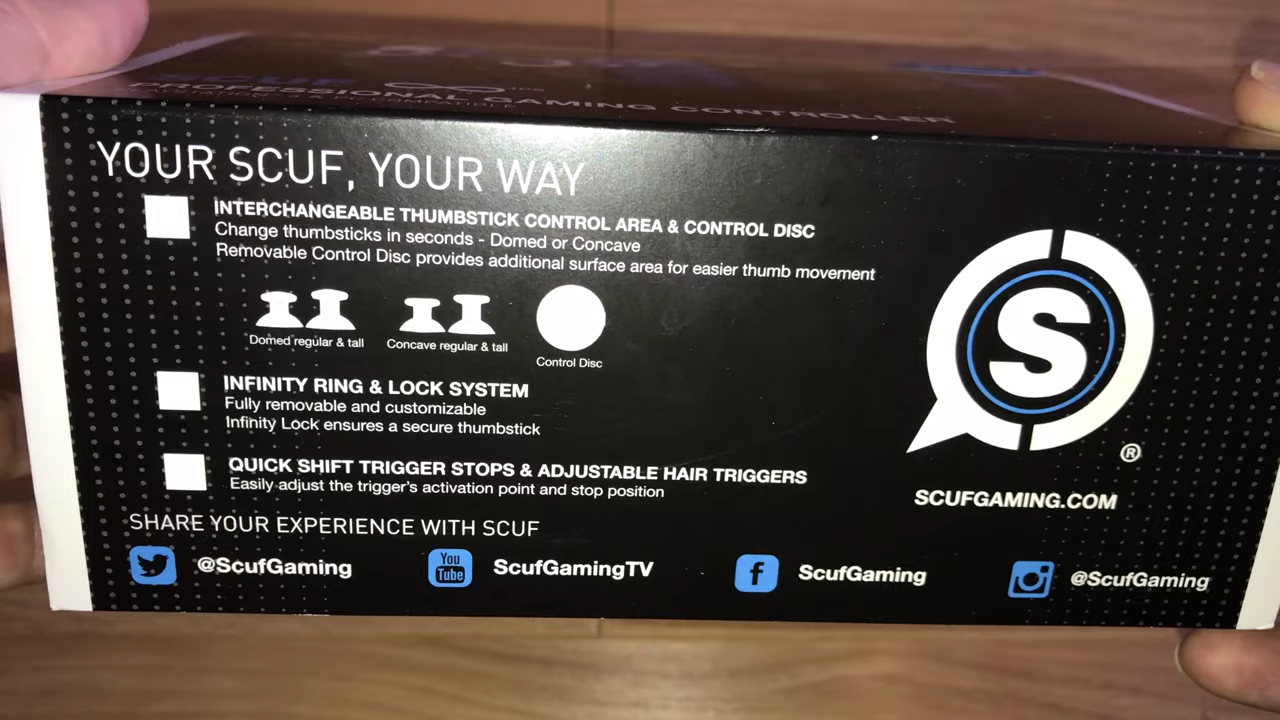 SCUF
PROFESSIONAL GAMING CONTROLLER
YOUR SCUF, YOUR WAY
INTERCHANGEABLE THUMBSTICK CONTROL AREA & CONTROL DISC
Change thumbsticks in seconds - Domed or Concave
Removable Control Disc provides additional surface area for easier thumb movement
Domed regular & tall
Concave regular & tall
Control Disc
INFINITY RING & LOCK SYSTEM
Fully removable and customizable
Infinity Lock ensures a secure thumbstick
QUICK SHIFT TRIGGER STOPS & ADJUSTABLE HAIR TRIGGERS
Easily adjust the trigger's activation point and stop position
S
®
SCUFGAMING.COM
SHARE YOUR EXPERIENCE WITH SCUF
@ScufGaming
You Tube
ScufGamingTV
f
ScufGaming
@ScufGaming